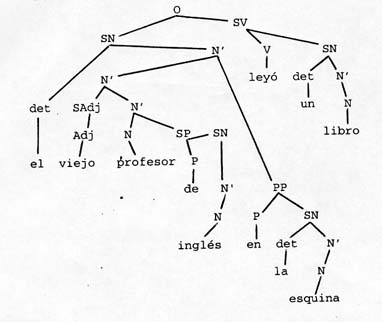 O
SN SV
N' V SN
N' leyó det N'
det SAdj N' un N
Adj N SP SN libro
el viejo profesor P
de N' PP
N P SN
inglés en det N'
la N
esquina